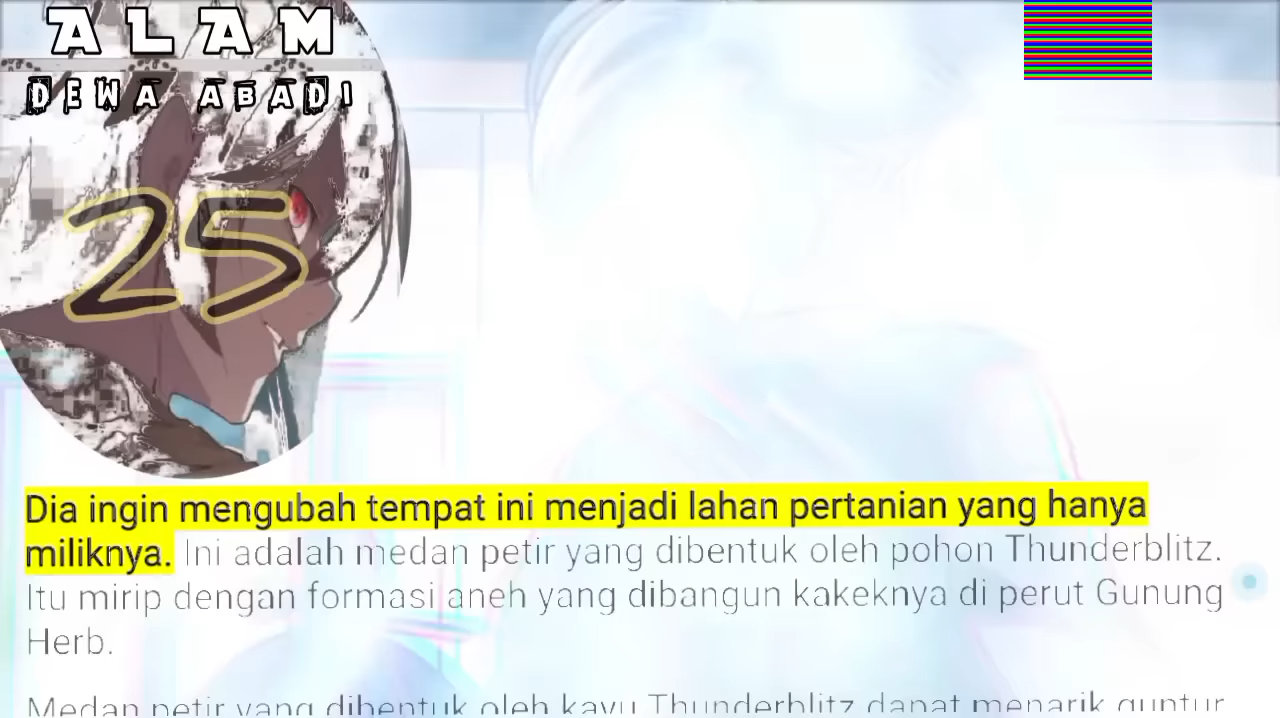 ALAM
DEWA ABADI
25
Dia ingin mengubah tempat ini menjadi lahan pertanian yang hanya
miliknya. Ini adalah medan petir yang dibentuk oleh pohon Thunderblitz.
Itu mirip dengan formasi aneh yang dibangun kakeknya di perut Gunung
Herb.
Medan petir yang dibentuk oleh kayu Thunderblitz dapat menarik guntur